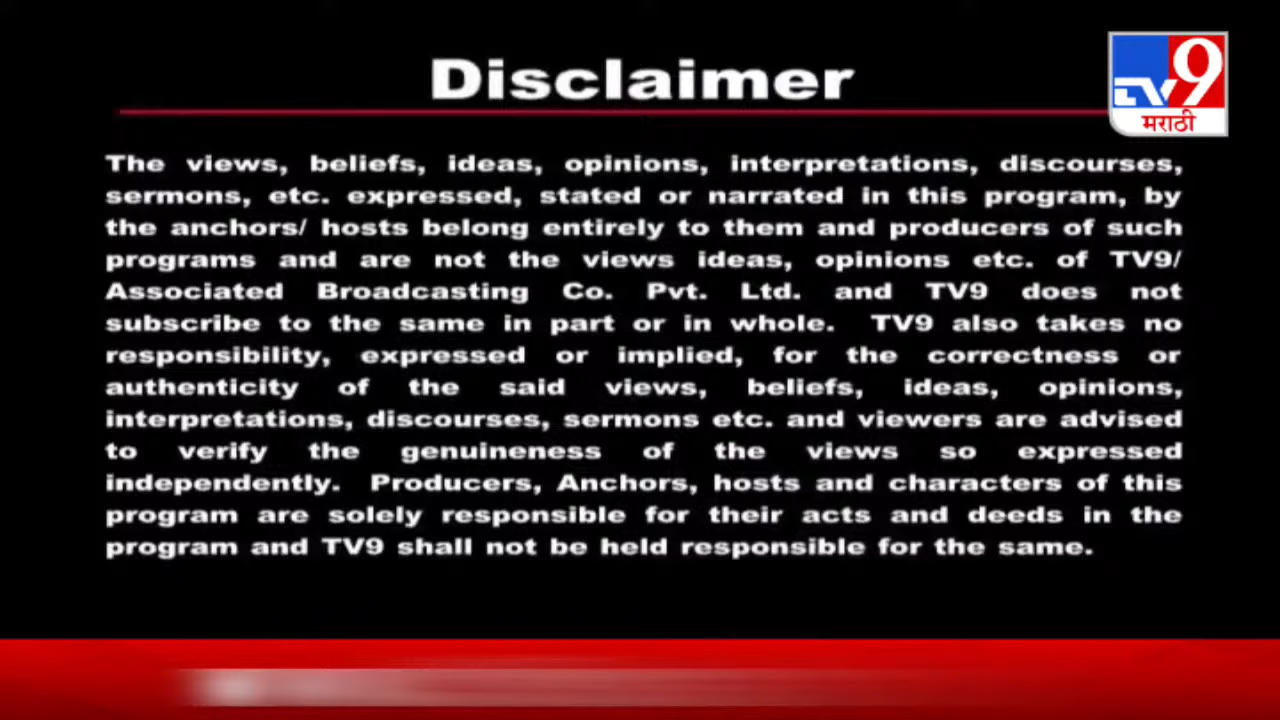 Disclaimer
TV9
मराठी
The views, beliefs, ideas, opinions, interpretations, discourses,
sermons, etc. expressed, stated or narrated in this program, by
the anchors/ hosts belong entirely to them and producers of such
programs and are not the views ideas, opinions etc. of TV9/
Associated Broadcasting Co. Pvt. Ltd. and TV9 does not
subscribe to the same in part or in whole. TV9 also takes no
responsibility, expressed or implied, for the correctness or
authenticity of the said views, beliefs, ideas, opinions,
interpretations, discourses, sermons etc. and viewers are advised
to verify the genuineness of the views so expressed
independently. Producers, Anchors, hosts and characters of this
program are solely responsible for their acts and deeds in the
program and TV9 shall not be held responsible for the same.